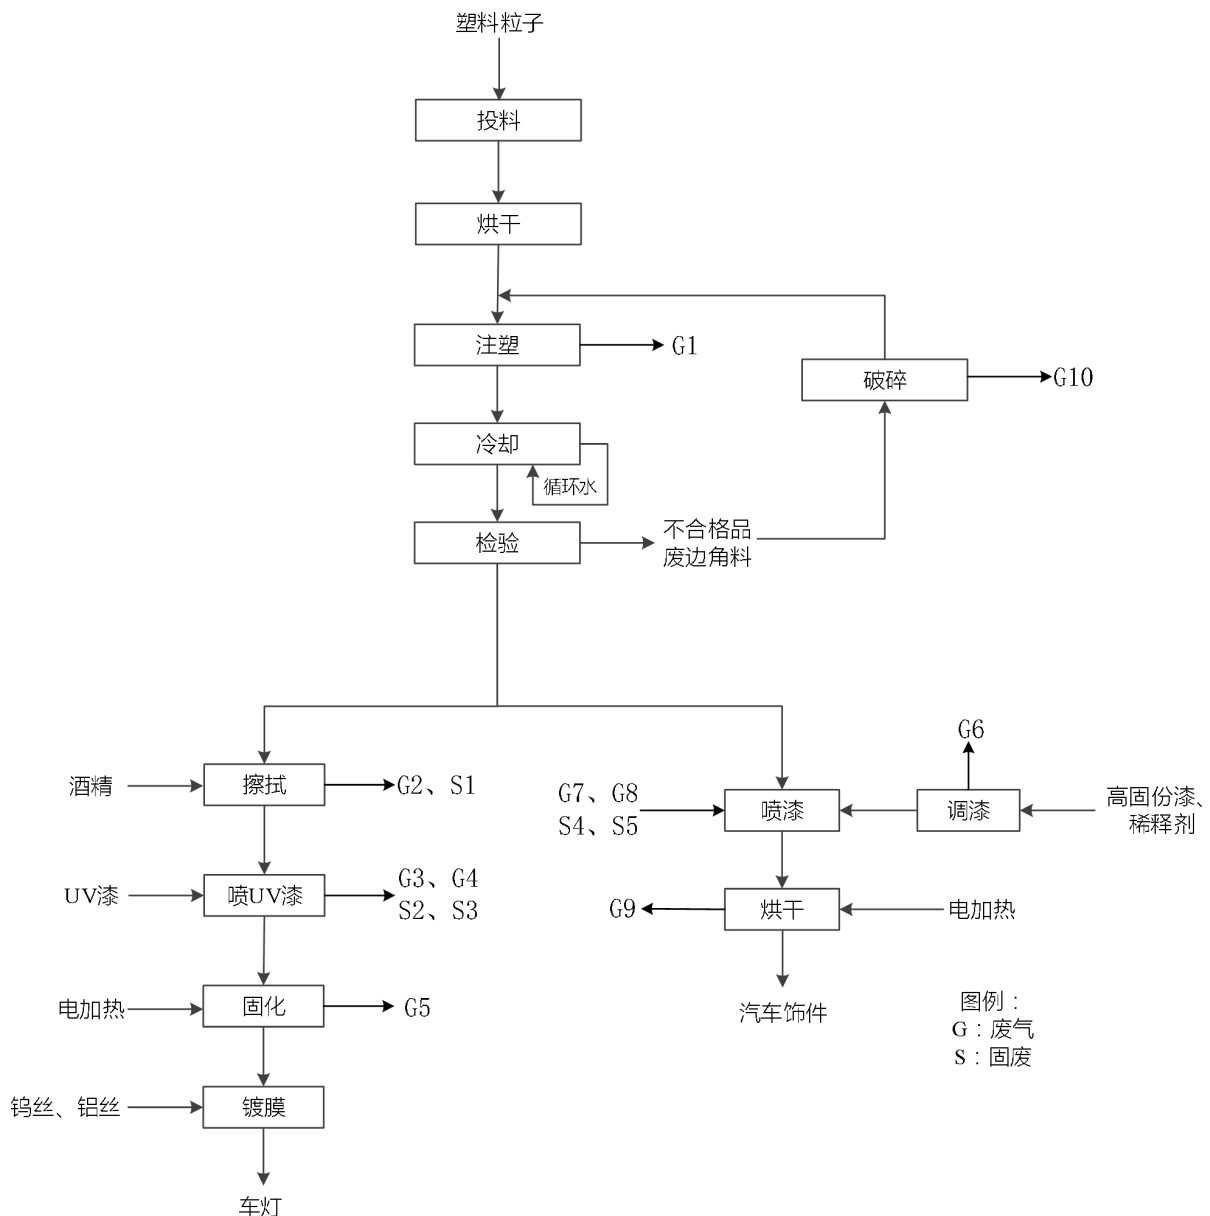 塑料粒子
投料
烘干
注塑
G1
破碎
G10
冷却
循环水
检验
不合格品
废边角料
G6
酒精
擦拭
G2、S1
G7、G8
S4、S5
喷漆
调漆
高固份漆、
稀释剂
UV漆
喷UV漆
G3、G4
S2、S3
G9
烘干
电加热
电加热
固化
G5
汽车饰件
图例：
G：废气
S：固废
钨丝、铝丝
镀膜
车灯